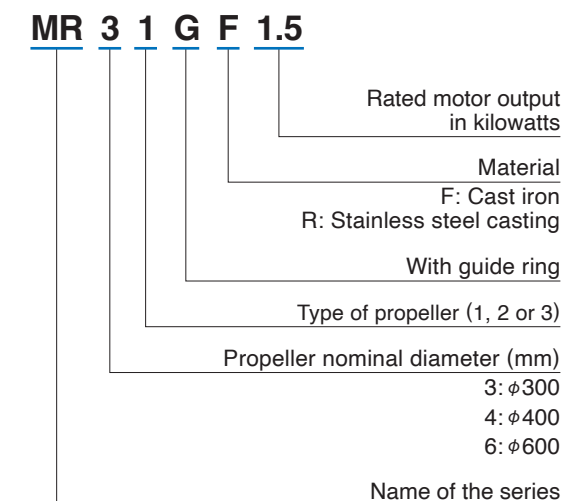 MR 3 1 G F 1.5
Rated motor output
in kilowatts
Material
F: Cast iron
R: Stainless steel casting
With guide ring
Type of propeller (1, 2 or 3)
Propeller nominal diameter (mm)
3: φ300
4: φ400
6: φ600
Name of the series